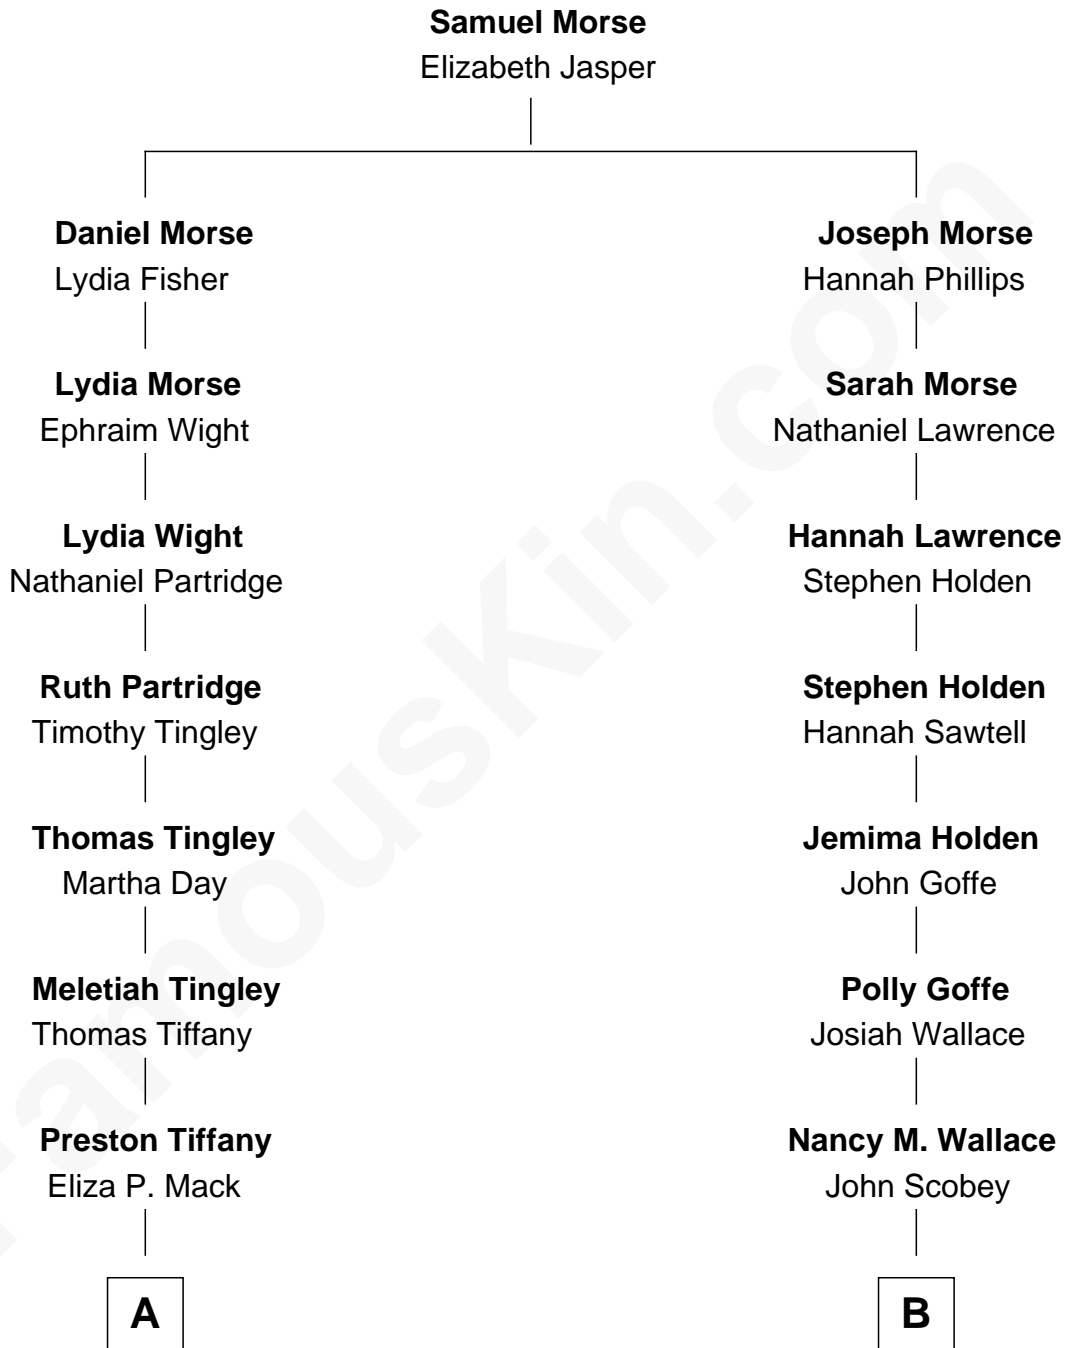 Samuel Morse
Elizabeth Jasper
Daniel Morse
Lydia Fisher
Joseph Morse
Hannah Phillips
Lydia Morse
Ephraim Wight
Sarah Morse
Nathaniel Lawrence
Lydia Wight
Nathaniel Partridge
Hannah Lawrence
Stephen Holden
Ruth Partridge
Timothy Tingley
Stephen Holden
Hannah Sawtell
Thomas Tingley
Martha Day
Jemima Holden
John Goffe
Meletiah Tingley
Thomas Tiffany
Polly Goffe
Josiah Wallace
Preston Tiffany
Eliza P. Mack
Nancy M. Wallace
John Scobey
A
B
FamousKin.com